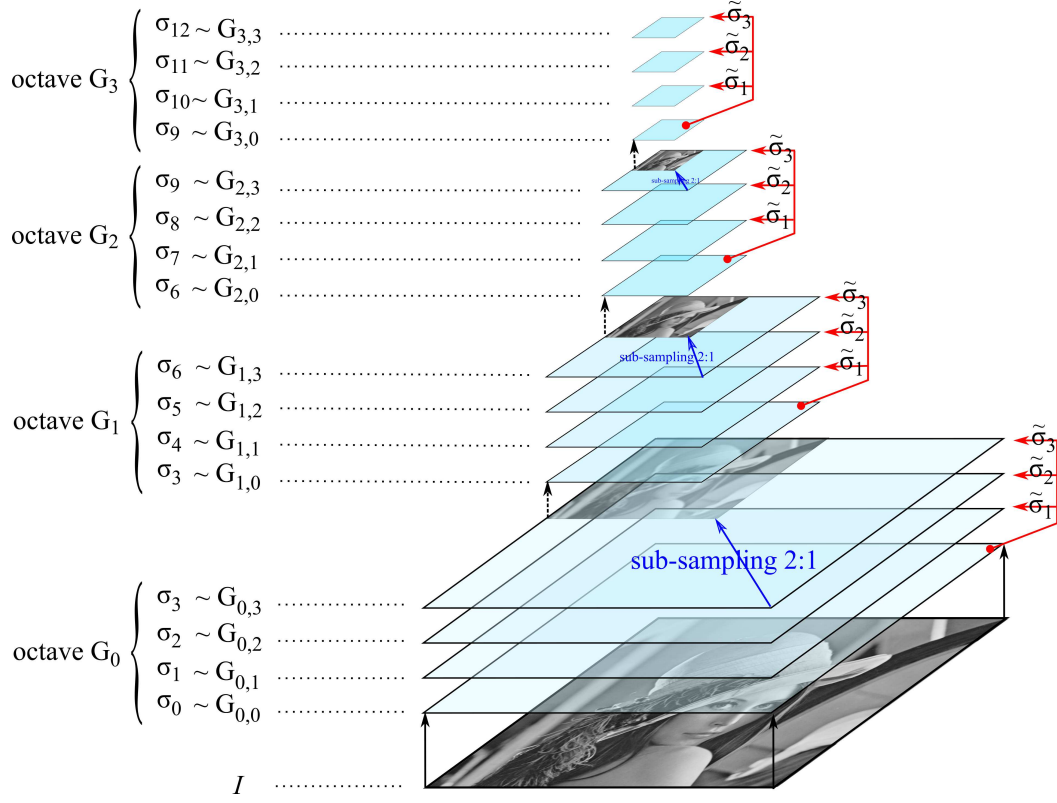 σ₁₂ ~ G₃,₃ ........................................................ σ̃₃
σ₁₁ ~ G₃,₂ ........................................................ σ̃₂
octave G₃
σ₁₀ ~ G₃,₁ ........................................................ σ̃₁
σ₉ ~ G₃,₀ ........................................................
σ̃₃
sub-sampling 2:1
σ₉ ~ G₂,₃ .................................................... σ̃₂
σ₈ ~ G₂,₂ .................................................... σ̃₁
octave G₂
σ₇ ~ G₂,₁ ....................................................
σ₆ ~ G₂,₀ ....................................................
σ̃₃
σ̃₂
sub-sampling 2:1
σ₆ ~ G₁,₃ ........................................... σ̃₁
σ₅ ~ G₁,₂ ...........................................
octave G₁
σ₄ ~ G₁,₁ ...........................................
σ̃₃
σ₃ ~ G₁,₀ ........................................... σ̃₂
σ̃₁
sub-sampling 2:1
σ₃ ~ G₀,₃ ......................
σ₂ ~ G₀,₂ ......................
octave G₀
σ₁ ~ G₀,₁ ......................
σ₀ ~ G₀,₀ ......................
I .....................